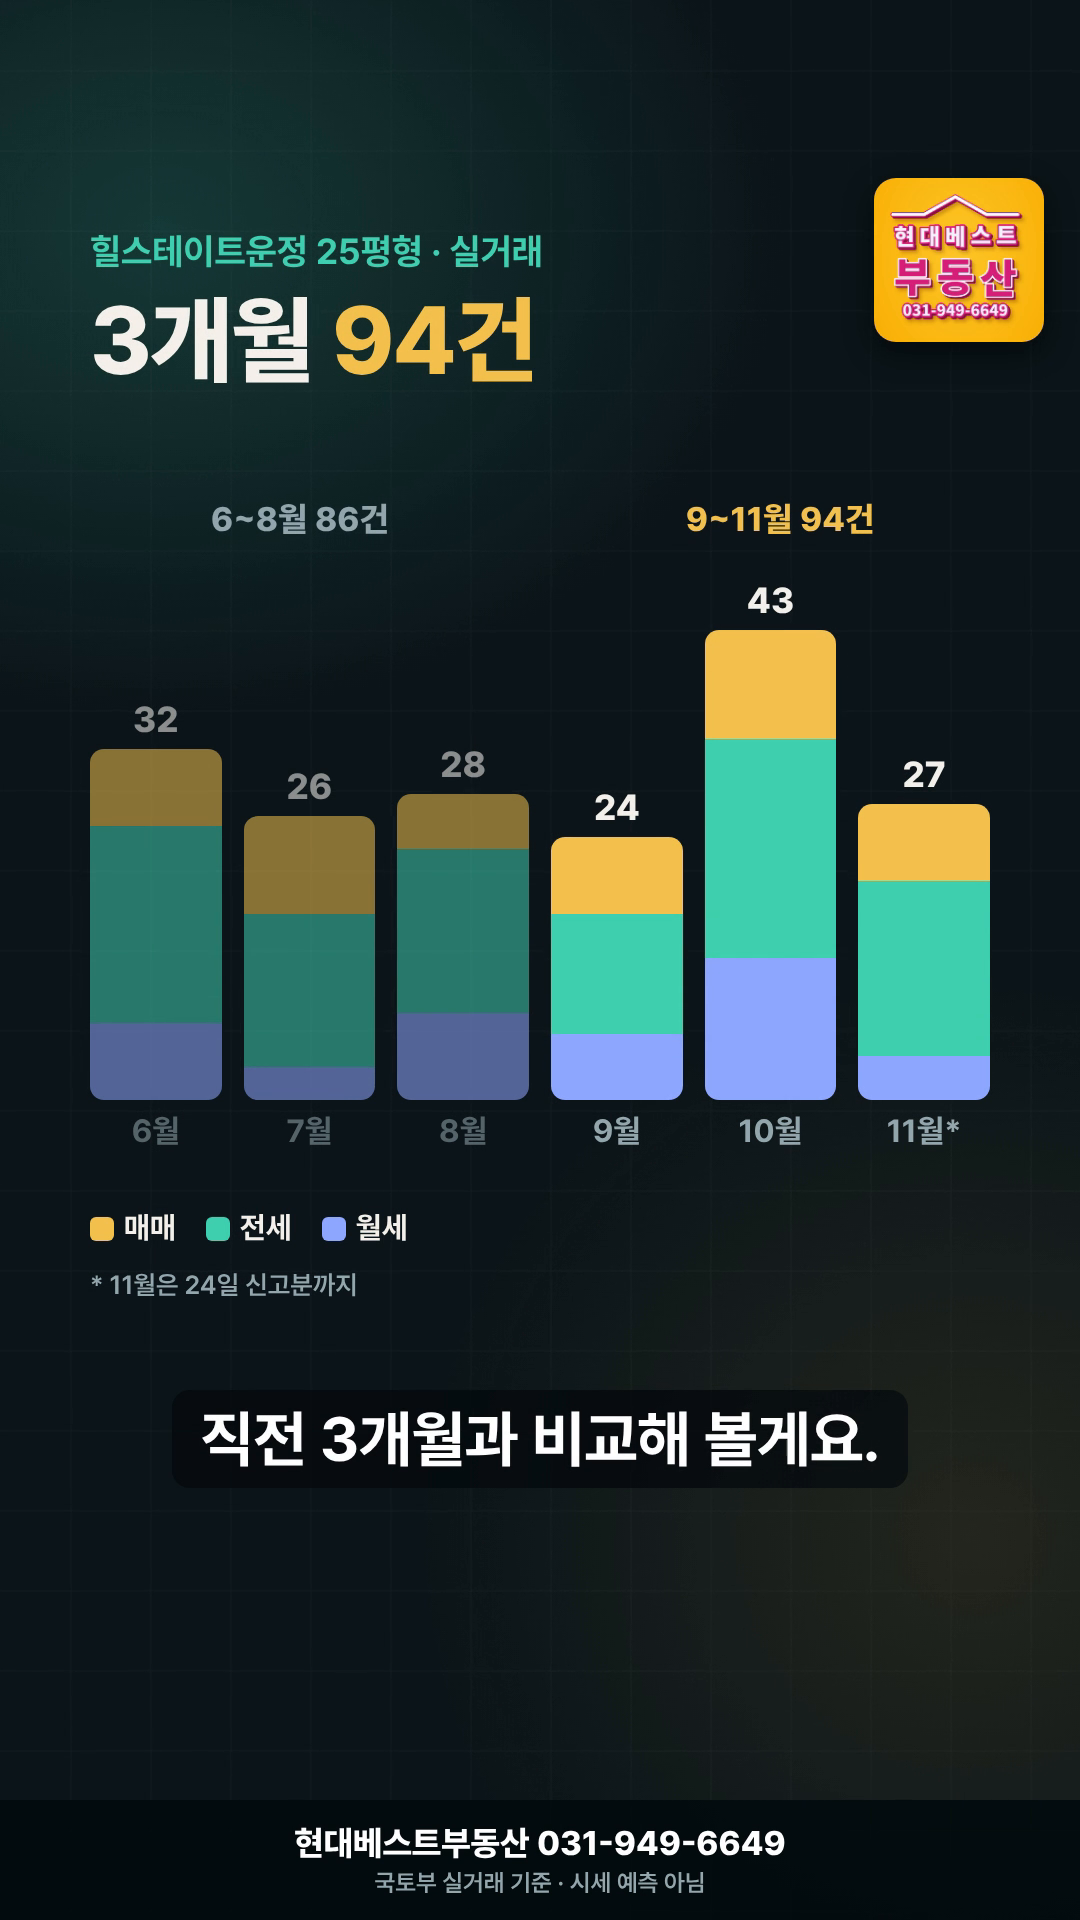 현대베스트
부동산
031-949-6649
힐스테이트운정 25평형 · 실거래
3개월 94건
6~8월 86건
9~11월 94건
32
26
28
24
43
27
6월
7월
8월
9월
10월
11월*
매매
전세
월세
* 11월은 24일 신고분까지
직전 3개월과 비교해 볼게요.
현대베스트부동산 031-949-6649
국토부 실거래 기준 · 시세 예측 아님